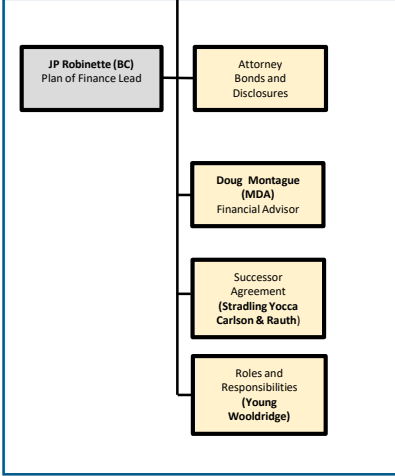 JP Robinette (BC)
Plan of Finance Lead
Attorney
Bonds and
Disclosures
Doug Montague
(MDA)
Financial Advisor
Successor
Agreement
(Stradling Yocca
Carlson & Rauth)
Roles and
Responsibilities
(Young
Wooldridge)